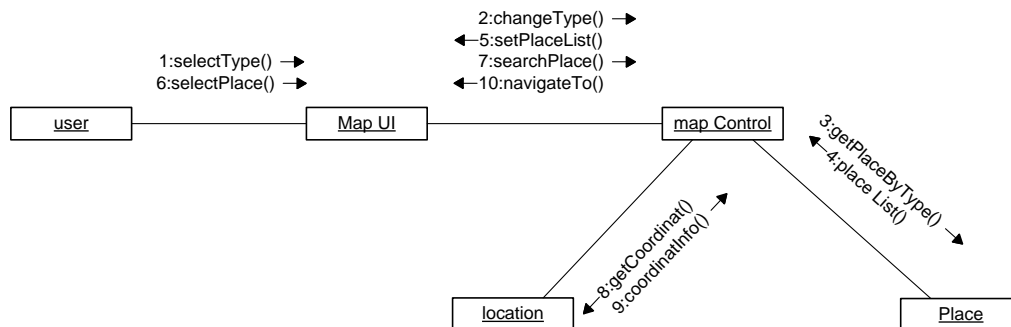 2:changeType()
5:setPlaceList()
7:searchPlace()
10:navigateTo()
1:selectType()
6:selectPlace()
user
Map UI
map Control
3:getPlaceByType()
4:place List()
8:getCoordinat()
9:coordinatInfo()
location
Place